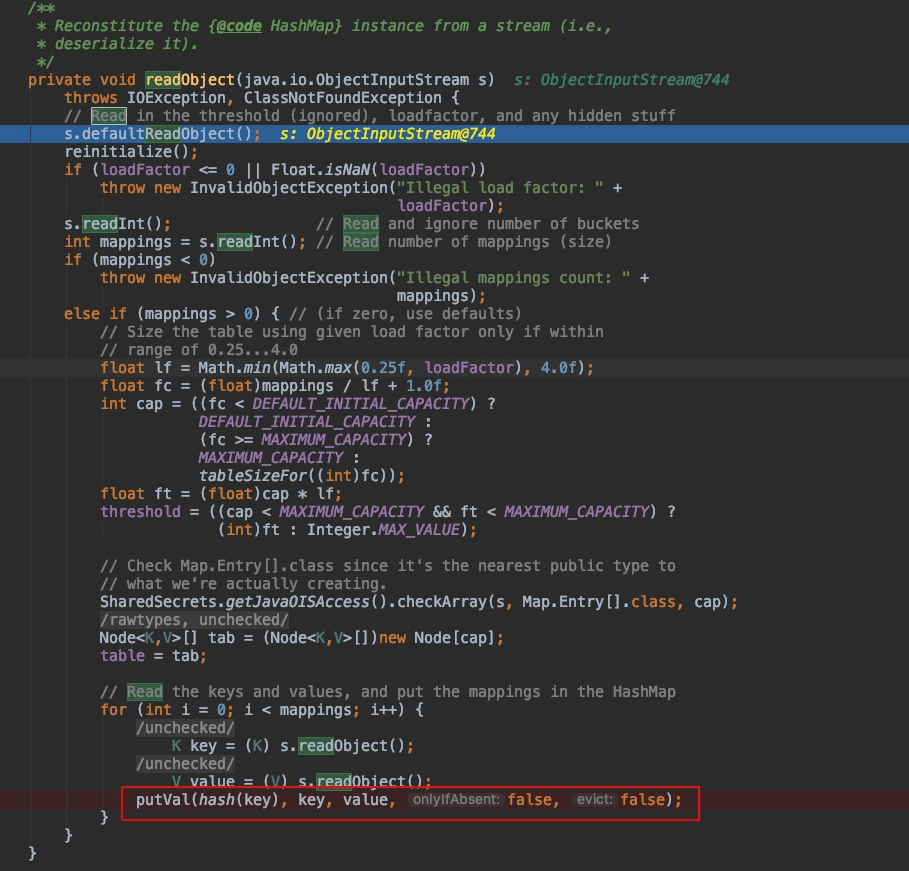 /**
 * Reconstitute the {@code HashMap} instance from a stream (i.e.,
 * deserialize it).
 */
private void readObject(java.io.ObjectInputStream s)  s: ObjectInputStream@744
    throws IOException, ClassNotFoundException {
    // Read in the threshold (ignored), loadfactor, and any hidden stuff
    s.defaultReadObject();  s: ObjectInputStream@744
    reinitialize();
    if (loadFactor <= 0 || Float.isNaN(loadFactor))
        throw new InvalidObjectException("Illegal load factor: " +
                                         loadFactor);
    s.readInt();                // Read and ignore number of buckets
    int mappings = s.readInt(); // Read number of mappings (size)
    if (mappings < 0)
        throw new InvalidObjectException("Illegal mappings count: " +
                                         mappings);
    else if (mappings > 0) { // (if zero, use defaults)
        // Size the table using given load factor only if within
        // range of 0.25...4.0
        float lf = Math.min(Math.max(0.25f, loadFactor), 4.0f);
        float fc = (float)mappings / lf + 1.0f;
        int cap = ((fc < DEFAULT_INITIAL_CAPACITY) ?
                   DEFAULT_INITIAL_CAPACITY :
                   (fc >= MAXIMUM_CAPACITY) ?
                   MAXIMUM_CAPACITY :
                   tableSizeFor((int)fc));
        float ft = (float)cap * lf;
        threshold = ((cap < MAXIMUM_CAPACITY && ft < MAXIMUM_CAPACITY) ?
                     (int)ft : Integer.MAX_VALUE);

        // Check Map.Entry[].class since it's the nearest public type to
        // what we're actually creating.
        SharedSecrets.getJavaOISAccess().checkArray(s, Map.Entry[].class, cap);
        /rawtypes, unchecked/
        Node<K,V>[] tab = (Node<K,V>[])new Node[cap];
        table = tab;

        // Read the keys and values, and put the mappings in the HashMap
        for (int i = 0; i < mappings; i++) {
            /unchecked/
                K key = (K) s.readObject();
            /unchecked/
                V value = (V) s.readObject();
            putVal(hash(key), key, value, onlyIfAbsent: false, evict: false);
        }
    }
}